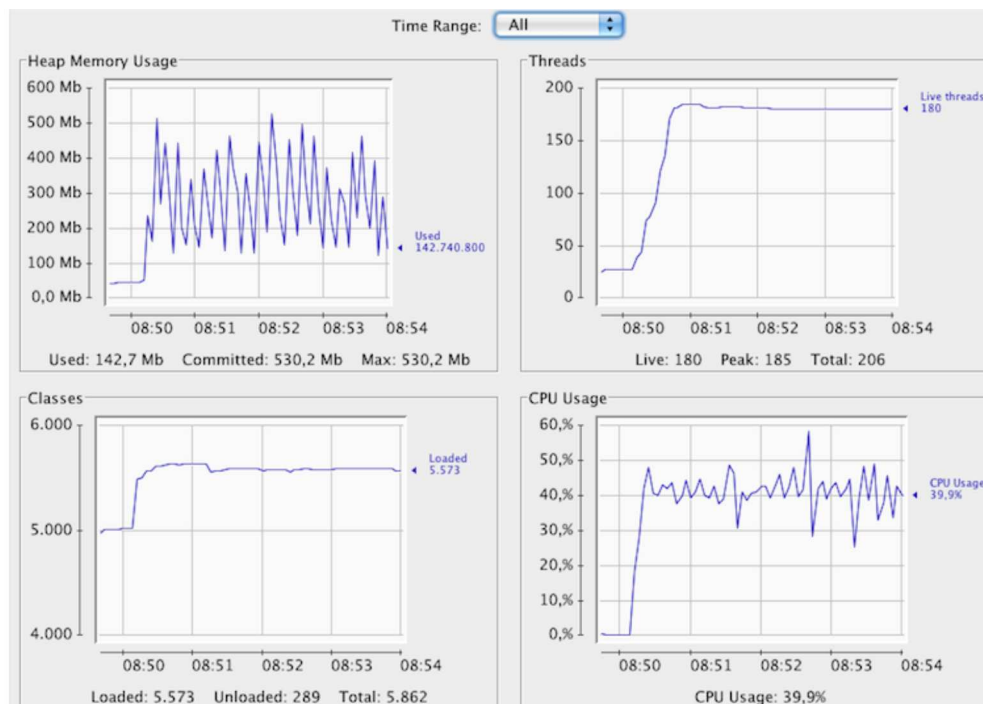 Time Range: All
Heap Memory Usage
600 Mb
500 Mb
400 Mb
300 Mb
200 Mb
100 Mb
0,0 Mb
Used
142.740.800
08:50 08:51 08:52 08:53 08:54
Used: 142,7 Mb Committed: 530,2 Mb Max: 530,2 Mb
Threads
200
150
100
50
0
Live threads
180
08:50 08:51 08:52 08:53 08:54
Live: 180 Peak: 185 Total: 206
Classes
6.000
5.000
4.000
Loaded
5.573
08:50 08:51 08:52 08:53 08:54
Loaded: 5.573 Unloaded: 289 Total: 5.862
CPU Usage
60,%
50,%
40,%
30,%
20,%
10,%
0,%
CPU Usage
39,9%
08:50 08:51 08:52 08:53 08:54
CPU Usage: 39,9%